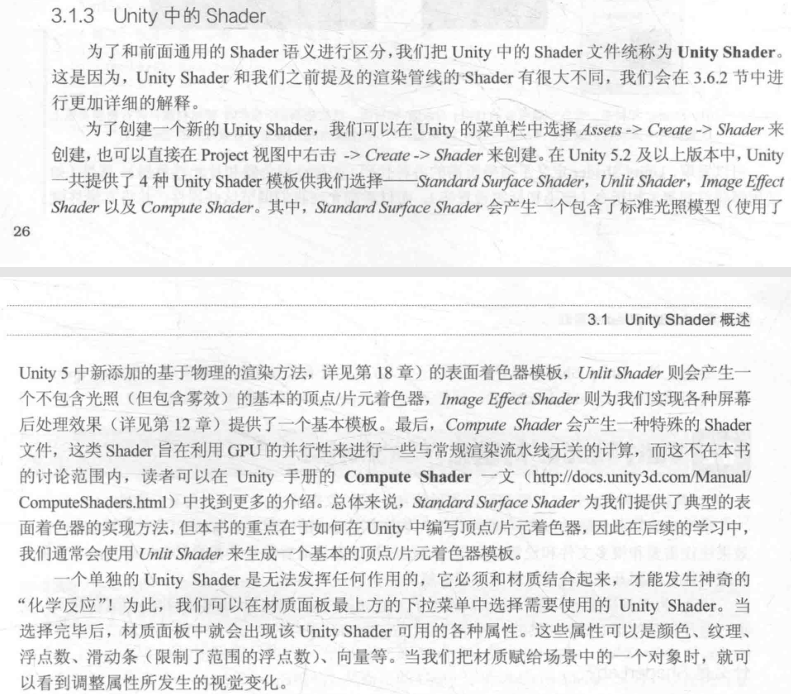 3.1.3 Unity 中的 Shader
为了和前面通用的 Shader 语义进行区分，我们把 Unity 中的 Shader 文件统称为 Unity Shader。
这是因为，Unity Shader 和我们之前提及的渲染管线的 Shader 有很大不同，我们会在 3.6.2 节中进
行更加详细的解释。
为了创建一个新的 Unity Shader，我们可以在 Unity 的菜单栏中选择 Assets -> Create -> Shader 来
创建，也可以直接在 Project 视图中右击 -> Create -> Shader 来创建。在 Unity 5.2 及以上版本中，Unity
一共提供了 4 种 Unity Shader 模板供我们选择——Standard Surface Shader，Unlit Shader，Image Effect
Shader 以及 Compute Shader。其中，Standard Surface Shader 会产生一个包含了标准光照模型（使用了
26
3.1 Unity Shader 概述
Unity 5 中新添加的基于物理的渲染方法，详见第 18 章）的表面着色器模板，Unlit Shader 则会产生一
个不包含光照（但包含雾效）的基本的顶点/片元着色器，Image Effect Shader 则为我们实现各种屏幕
后处理效果（详见第 12 章）提供了一个基本模板。最后，Compute Shader 会产生一种特殊的 Shader
文件，这类 Shader 旨在利用 GPU 的并行性来进行一些与常规渲染流水线无关的计算，而这不在本书
的讨论范围内，读者可以在 Unity 手册的 Compute Shader 一文（http://docs.unity3d.com/Manual/
ComputeShaders.html）中找到更多的介绍。总体来说，Standard Surface Shader 为我们提供了典型的表
面着色器的实现方法，但本书的重点在于如何在 Unity 中编写顶点/片元着色器，因此在后续的学习中，
我们通常会使用 Unlit Shader 来生成一个基本的顶点/片元着色器模板。
一个单独的 Unity Shader 是无法发挥任何作用的，它必须和材质结合起来，才能发生神奇的
“化学反应”！为此，我们可以在材质面板最上方的下拉菜单中选择需要使用的 Unity Shader。当
选择完毕后，材质面板中就会出现该 Unity Shader 可用的各种属性。这些属性可以是颜色、纹理、
浮点数、滑动条（限制了范围的浮点数）、向量等。当我们把材质赋给场景中的一个对象时，就可
以看到调整属性所发生的视觉变化。